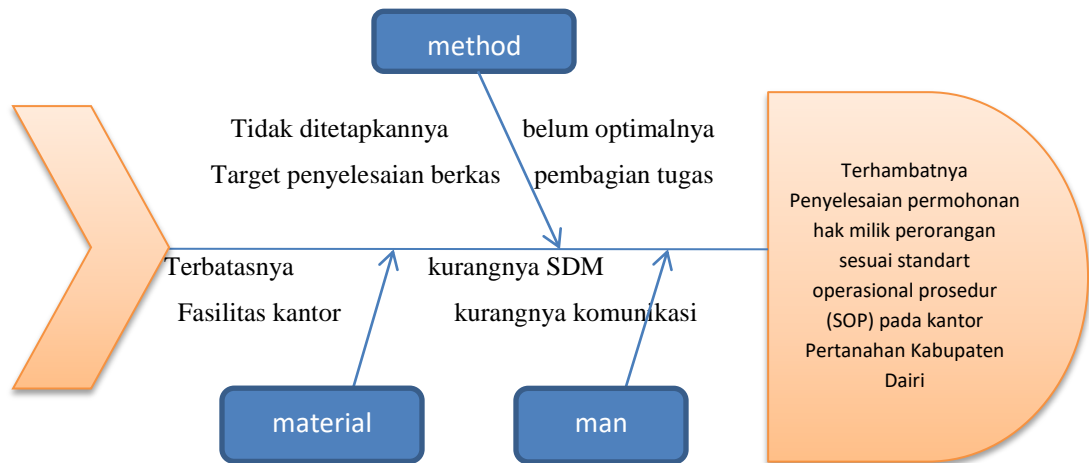 method
Tidak ditetapkannya belum optimalnya
Target penyelesaian berkas pembagian tugas
Terbatasnya kurangnya SDM
Fasilitas kantor kurangnya komunikasi
material
man
Terhambatnya
Penyelesaian permohonan
hak milik perorangan
sesuai standart
operasional prosedur
(SOP) pada kantor
Pertanahan Kabupaten
Dairi